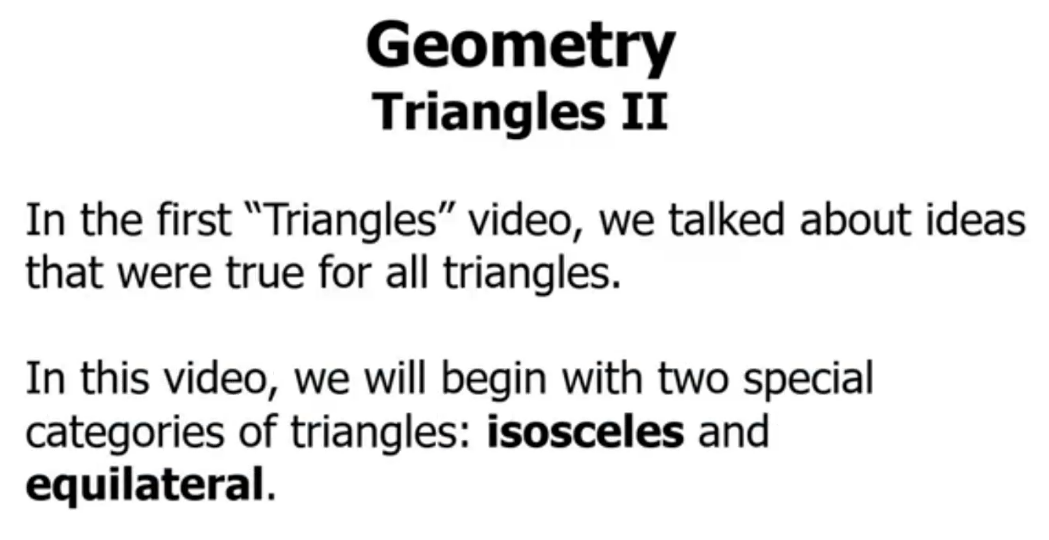 Geometry
Triangles II
In the first “Triangles” video, we talked about ideas
that were true for all triangles.
In this video, we will begin with two special
categories of triangles: isosceles and
equilateral.